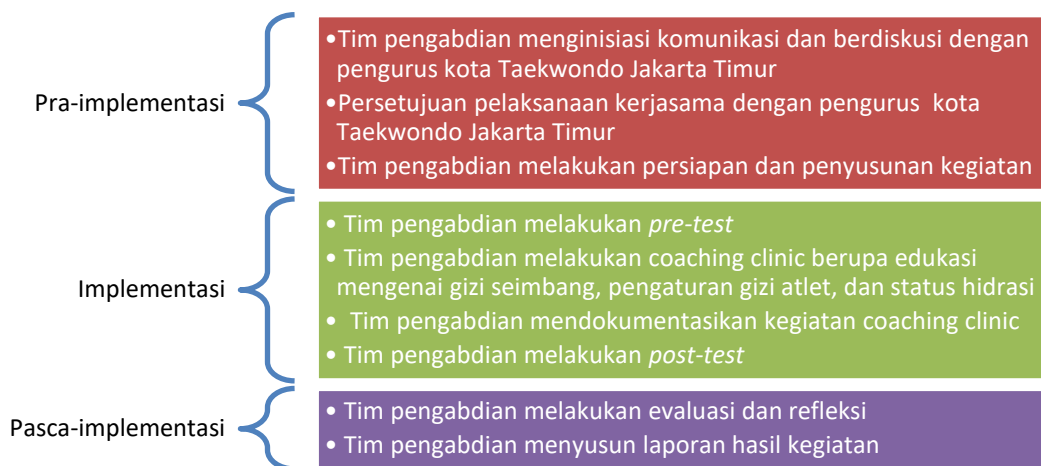 Pra-implementasi
•Tim pengabdian menginisiasi komunikasi dan berdiskusi dengan
pengurus kota Taekwondo Jakarta Timur
•Persetujuan pelaksanaan kerjasama dengan pengurus kota
Taekwondo Jakarta Timur
•Tim pengabdian melakukan persiapan dan penyusunan kegiatan
Implementasi
• Tim pengabdian melakukan pre-test
• Tim pengabdian melakukan coaching clinic berupa edukasi
mengenai gizi seimbang, pengaturan gizi atlet, dan status hidrasi
• Tim pengabdian mendokumentasikan kegiatan coaching clinic
• Tim pengabdian melakukan post-test
Pasca-implementasi
• Tim pengabdian melakukan evaluasi dan refleksi
• Tim pengabdian menyusun laporan hasil kegiatan